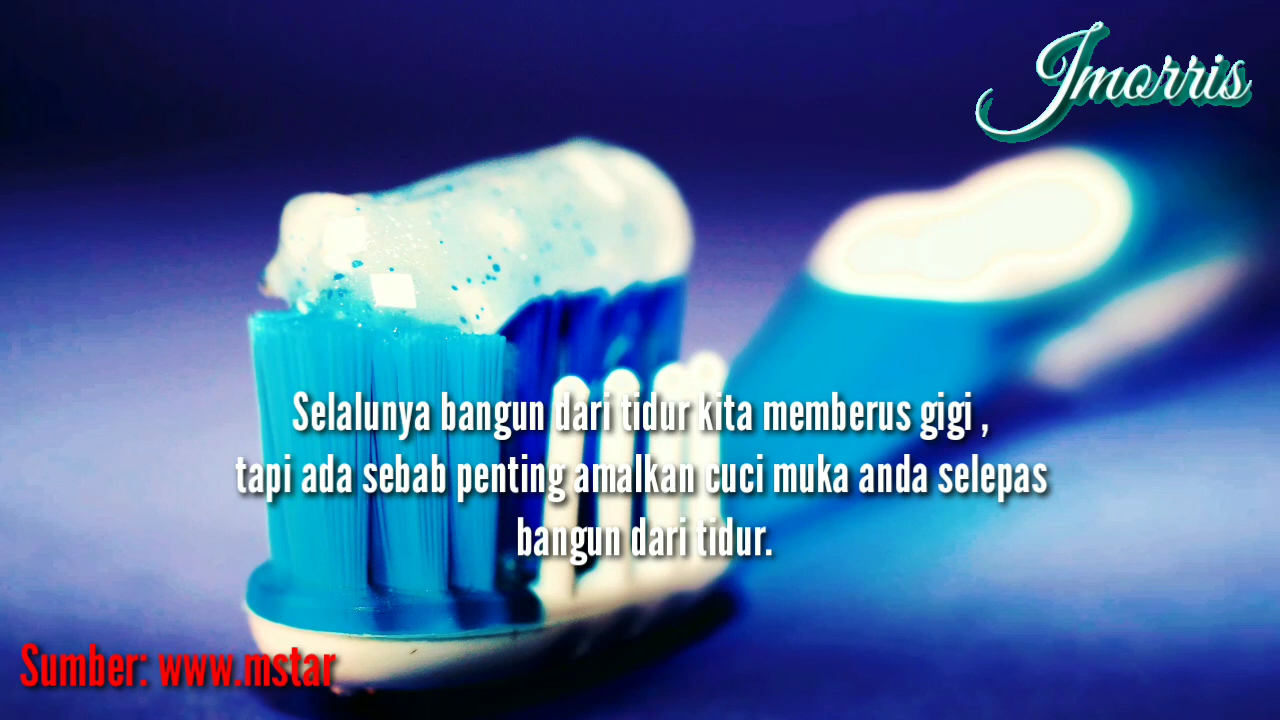 Jmorris
Selalunya bangun dari tidur kita memberus gigi ,
tapi ada sebab penting amalkan cuci muka anda selepas
bangun dari tidur.
Sumber: www.mstar